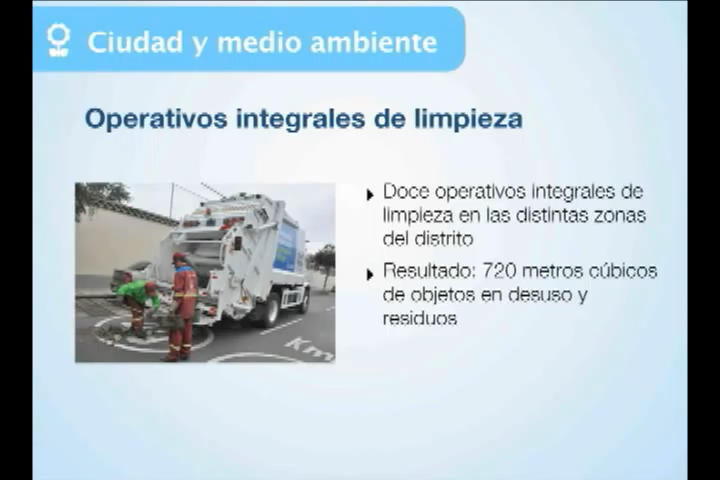 Ciudad y medio ambiente
Operativos integrales de limpieza
Doce operativos integrales de
limpieza en las distintas zonas
del distrito
Resultado: 720 metros cúbicos
de objetos en desuso y
residuos
Km